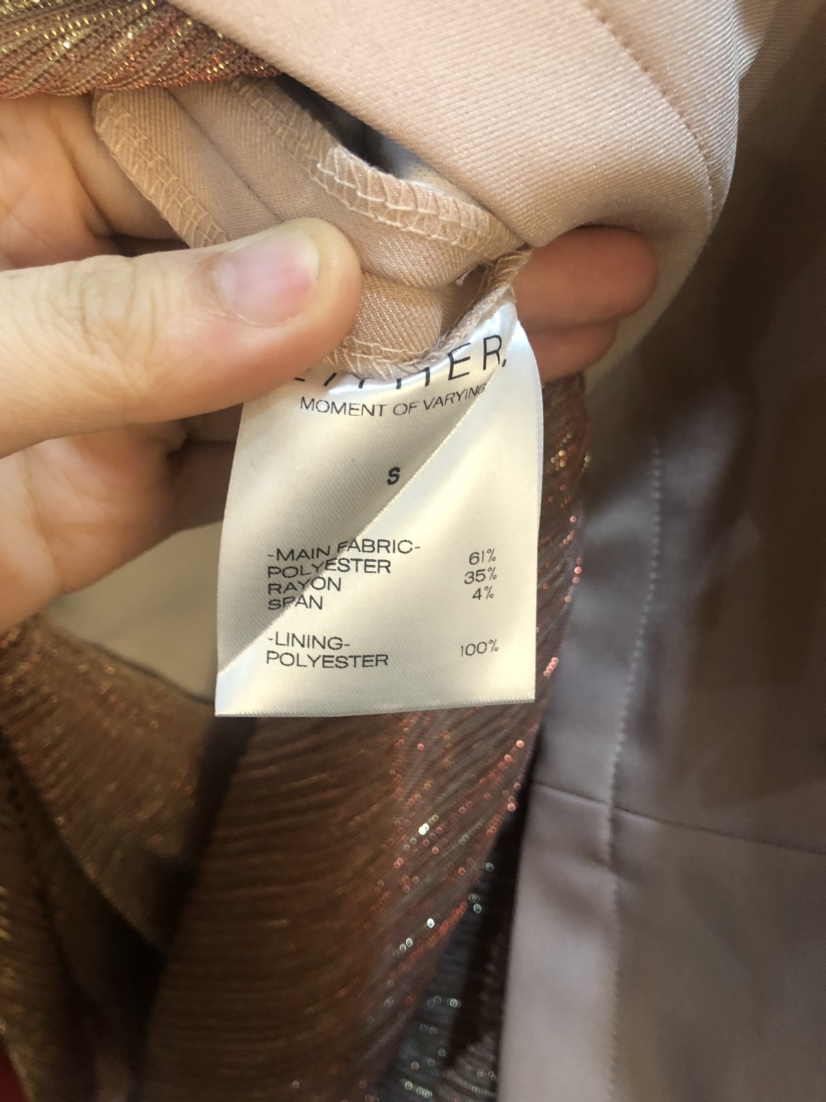 MOMENT OF VARYING
S
-MAIN FABRIC-
POLYESTER 61%
RAYON 35%
SPAN 4%
-LINING-
POLYESTER 100%